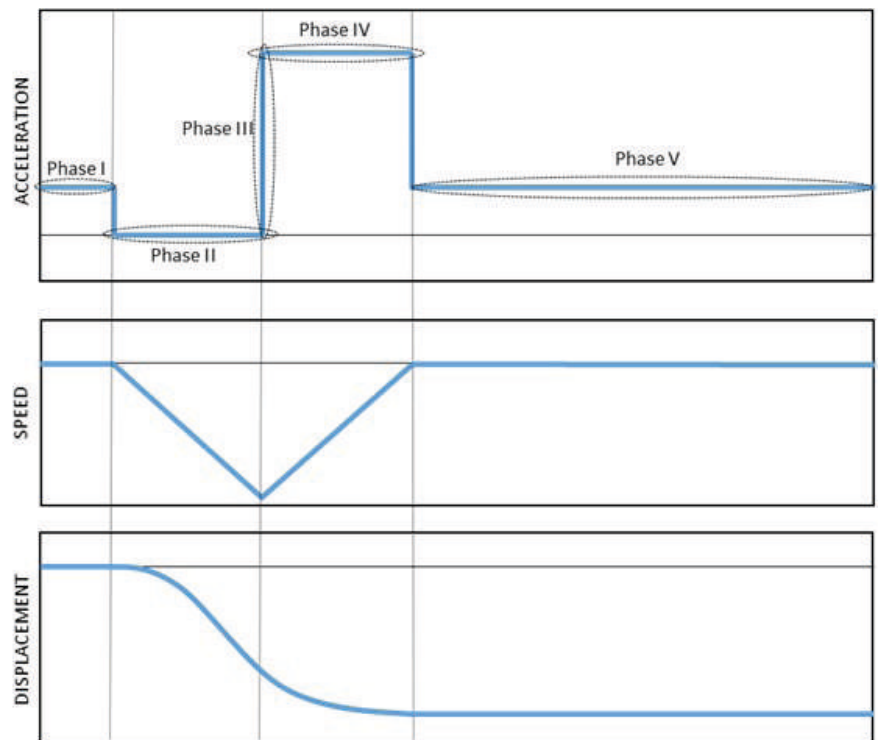 Phase IV
ACCELERATION
Phase III
Phase I
Phase V
Phase II
SPEED
DISPLACEMENT